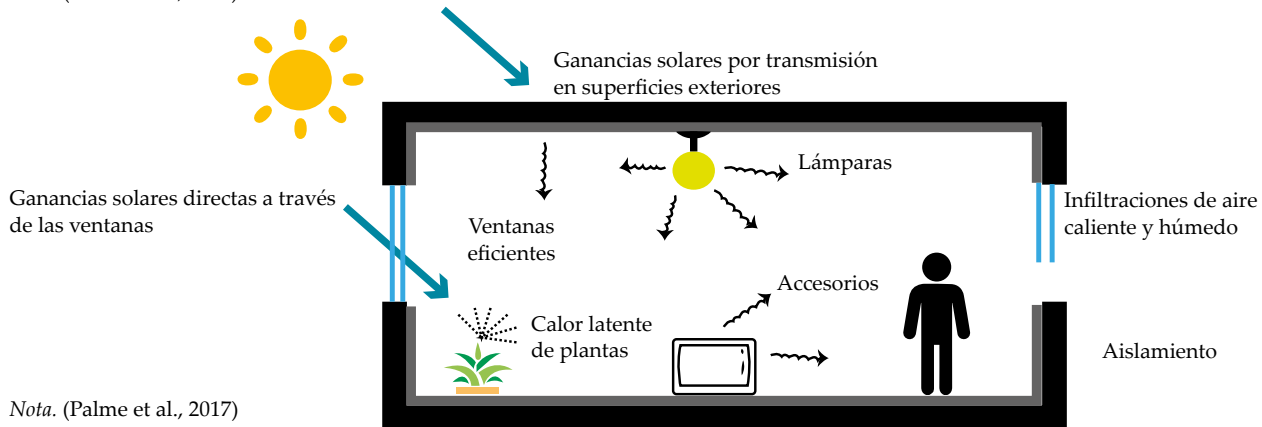 Ganancias solares por transmisión
en superficies exteriores
Lámparas
Ganancias solares directas a través
de las ventanas
Ventanas
eficientes
Infiltraciones de aire
caliente y húmedo
Accesorios
Calor latente
de plantas
Aislamiento
Nota. (Palme et al., 2017)